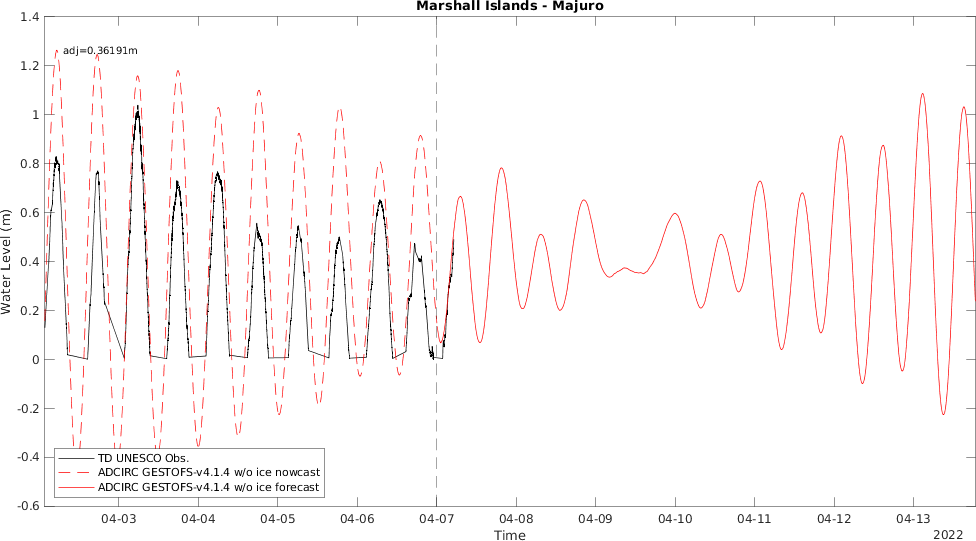 Marshall Islands - Majuro
adj=0.36191m
1.4
1.2
1
0.8
0.6
0.4
0.2
0
-0.2
-0.4
-0.6
Water Level (m)
TD UNESCO Obs.
ADCIRC GESTOFS-v4.1.4 w/o ice nowcast
ADCIRC GESTOFS-v4.1.4 w/o ice forecast
04-03 04-04 04-05 04-06 04-07 04-08 04-09 04-10 04-11 04-12 04-13
Time
2022